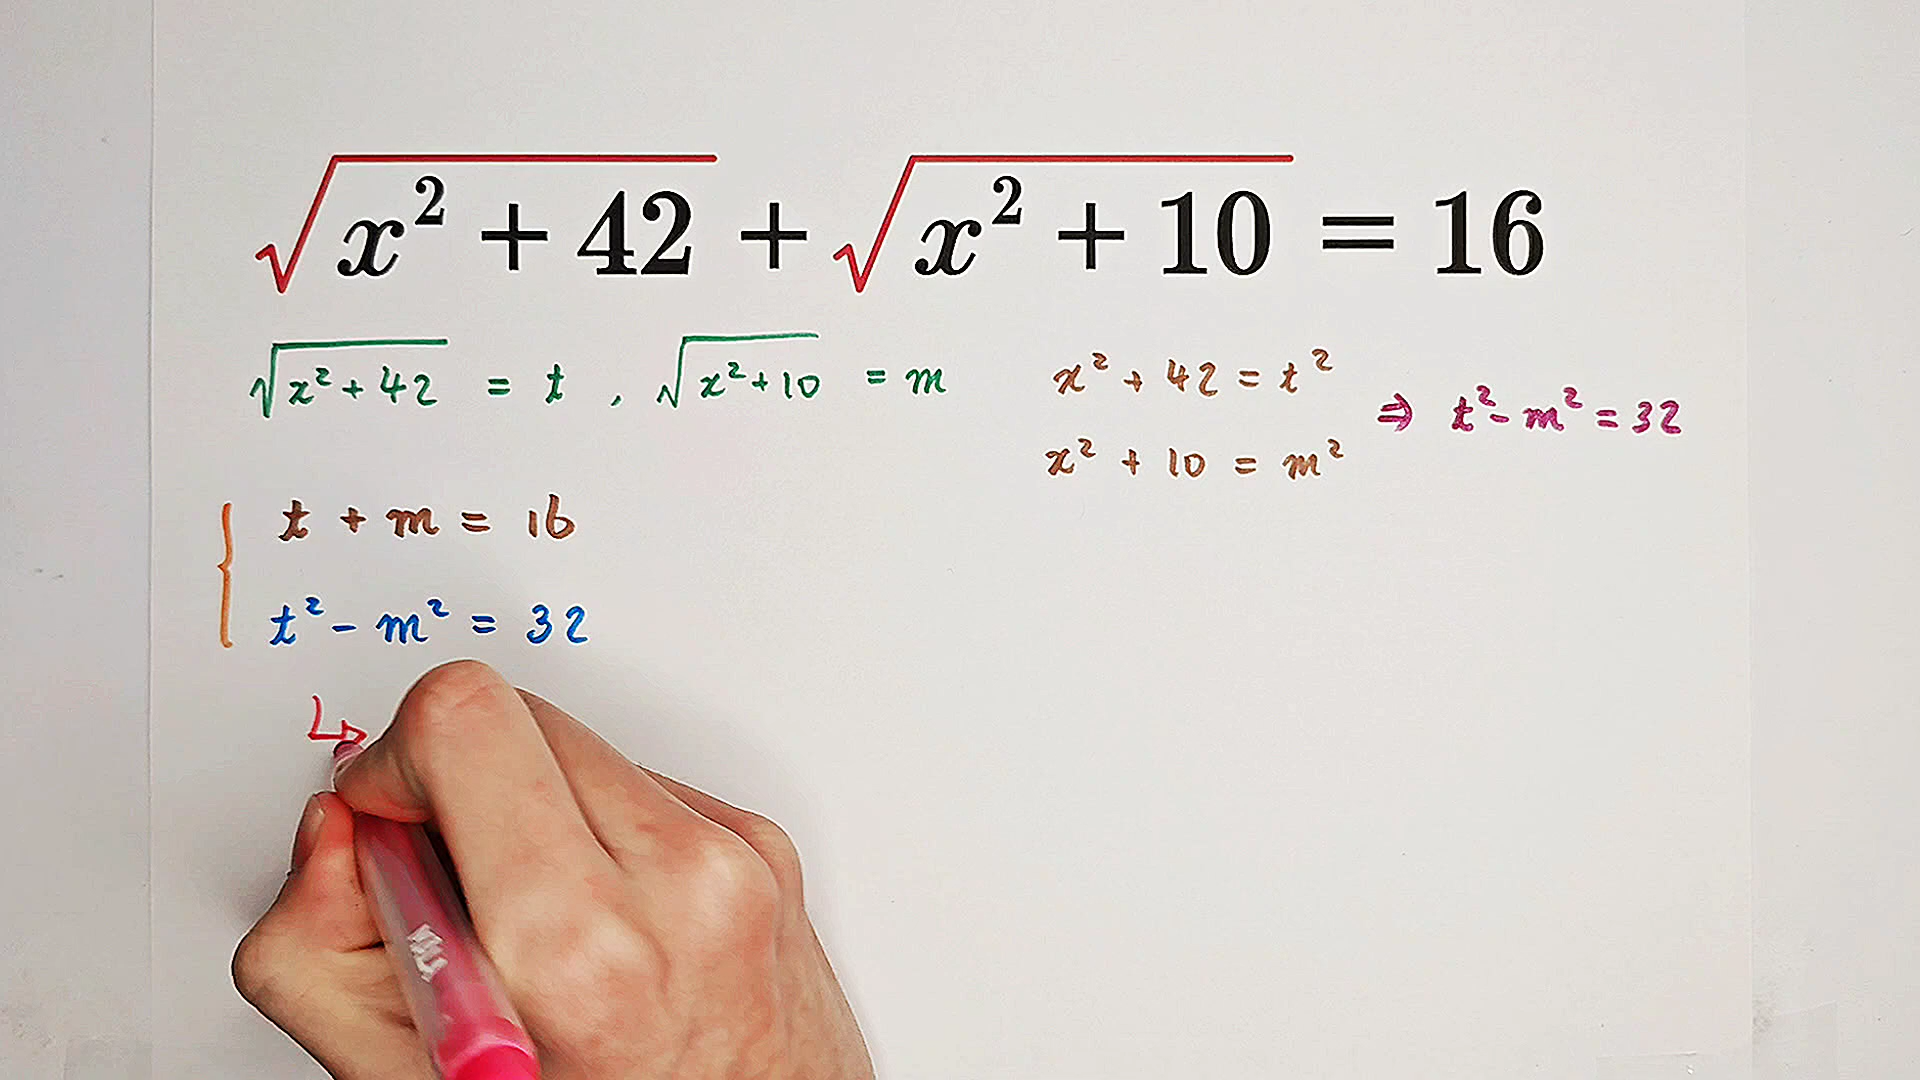 √(x² + 42) + √(x² + 10) = 16
√(x² + 42) = t , √(x² + 10) = m
x² + 42 = t²
x² + 10 = m²
⇒ t² - m² = 32
{ t + m = 16
t² - m² = 32
↳